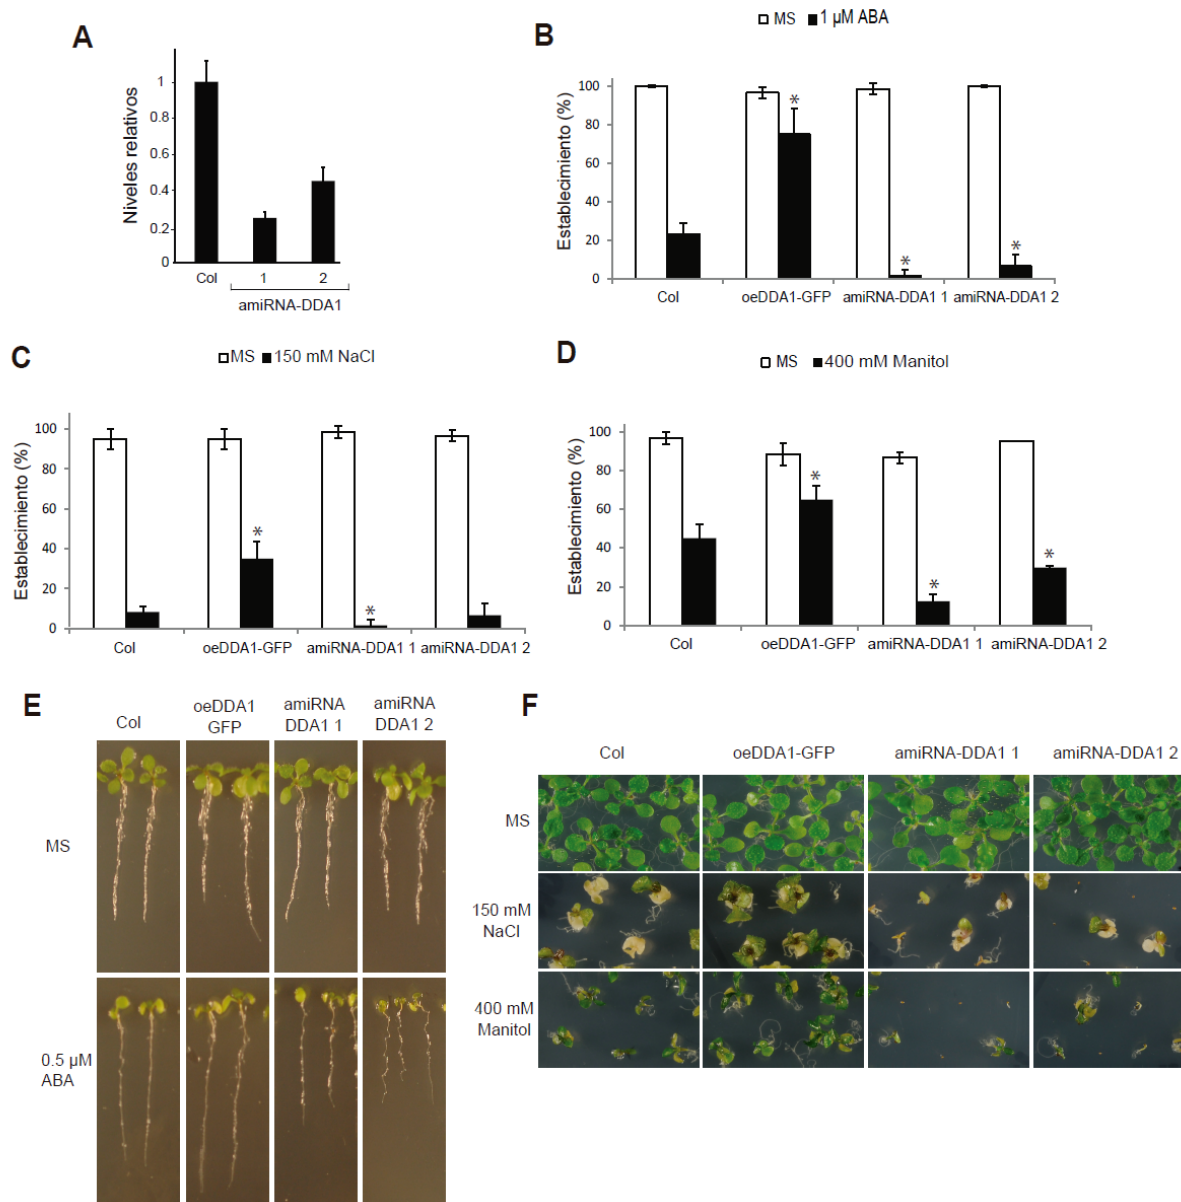 A
Niveles relativos
1
0.8
0.6
0.4
0.2
0
Col
1
2
amiRNA-DDA1
B
MS 1 µM ABA
Establecimiento (%)
100
80
60
40
20
0
*
*
*
Col
oeDDA1-GFP
amiRNA-DDA1 1
amiRNA-DDA1 2
C
MS 150 mM NaCl
Establecimiento (%)
100
80
60
40
20
0
*
*
Col
oeDDA1-GFP
amiRNA-DDA1 1
amiRNA-DDA1 2
D
MS 400 mM Manitol
Establecimiento (%)
100
80
60
40
20
0
*
*
*
Col
oeDDA1-GFP
amiRNA-DDA1 1
amiRNA-DDA1 2
E
Col
oeDDA1
GFP
amiRNA
DDA1 1
amiRNA
DDA1 2
MS
0.5 µM
ABA
F
Col
oeDDA1-GFP
amiRNA-DDA1 1
amiRNA-DDA1 2
MS
150 mM
NaCl
400 mM
Manitol